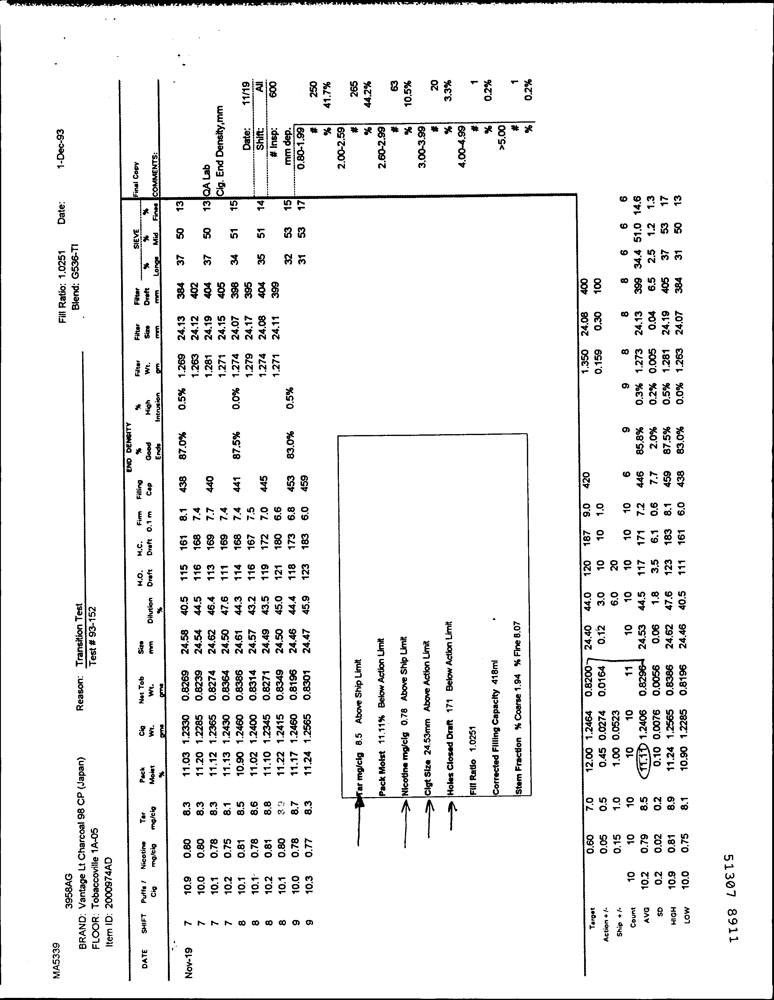 MA5339
3958AG
BRAND: Vantage Lt Charcoal 98 CP (Japan)
FLOOR: Tobaccoville 1A-05
Item ID: 2000974AD
Reason: Transition Test
Test # 93-152
Fill Ratio: 1.0251 Date: 1-Dec-93
Blend: G536-TI
END DENSITY SIEVE Final Copy
DATE SHIFT Puffs / Cig Nicotine mg/cig Tar mg/cig Pack Moist % Cig Wt. gms Net Tob Wt. gms Size mm Dilution % H.O. Draft H.C. Draft Firm 0.1 m Filling Cap % Good Ends % High Intrusion Filter Wt. gm Filter Size mm Filter Draft mm % Longs % Mid % Fines COMMENTS:
Nov-19 7 10.9 0.80 8.3 11.03 1.2330 0.8269 24.58 40.5 115 161 8.1 438 87.0% 0.5% 1.269 24.13 384 37 50 13
7 10.0 0.80 8.3 11.20 1.2285 0.8239 24.54 44.5 116 168 7.4 1.263 24.12 402
7 10.1 0.78 8.3 11.12 1.2365 0.8274 24.62 46.4 113 169 7.7 440 1.281 24.19 404 37 50 13 QA Lab
7 10.2 0.75 8.1 11.13 1.2430 0.8364 24.50 47.6 111 169 7.4 1.271 24.15 405 Cig. End Density,mm
8 10.1 0.81 8.5 10.90 1.2460 0.8386 24.61 44.3 114 168 7.4 441 87.5% 0.0% 1.274 24.07 398 34 51 15
8 10.1 0.78 8.6 11.02 1.2400 0.8314 24.57 43.2 116 167 7.5 1.279 24.17 395 Date: 11/19
8 10.2 0.81 8.8 11.10 1.2345 0.8271 24.49 43.5 119 172 7.0 445 1.274 24.08 404 35 51 14 Shift: All
8 10.1 0.80 11.22 1.2415 0.8349 24.50 45.0 121 180 6.6 1.271 24.11 399 # Insp: 600
9 10.0 0.78 8.7 11.17 1.2460 0.8196 24.46 44.4 118 173 6.8 453 83.0% 0.5% 32 53 15 mm dep.
9 10.3 0.77 8.3 11.24 1.2565 0.8301 24.47 45.9 123 183 6.0 459 31 53 17 0.80-1.99
# 250
% 41.7%
2.00-2.59
# 265
% 44.2%
2.60-2.99
# 63
% 10.5%
3.00-3.99
# 20
% 3.3%
4.00-4.99
# 1
% 0.2%
>5.00
# 1
% 0.2%
Tar mg/cig 8.5 Above Ship Limit
Pack Moist 11.11% Below Action Limit
Nicotine mg/cig 0.78 Above Ship Limit
Cigt Size 24.53mm Above Action Limit
Holes Closed Draft 171 Below Action Limit
Fill Ratio 1.0251
Corrected Filling Capacity 418ml
Stem Fraction % Coarse 1.94 % Fine 8.07
Target 0.60 7.0 12.00 1.2464 0.8200 24.40 44.0 120 187 9.0 420 1.350 24.08 400
Action +/- 0.05 0.5 0.45 0.0274 0.0164 0.12 3.0 10 10 1.0 0.159 0.30 100
Ship +/- 0.15 1.0 1.00 0.0523 6.0 20
Count 10 10 10 10 10 11 10 10 10 10 10 6 9 9 8 8 8 6 6 6
AVG 10.2 0.79 8.5 11.11 1.2406 0.8296 24.53 44.5 117 171 7.2 446 85.8% 0.3% 1.273 24.13 399 34.4 51.0 14.6
SD 0.2 0.02 0.2 0.10 0.0076 0.0056 0.06 1.8 3.5 6.1 0.6 7.7 2.0% 0.2% 0.005 0.04 6.5 2.5 1.2 1.3
HIGH 10.9 0.81 8.9 11.24 1.2565 0.8386 24.62 47.6 123 183 8.1 459 87.5% 0.5% 1.281 24.19 405 37 53 17
LOW 10.0 0.75 8.1 10.90 1.2285 0.8196 24.46 40.5 111 161 6.0 438 83.0% 0.0% 1.263 24.07 384 31 50 13
51307 8911